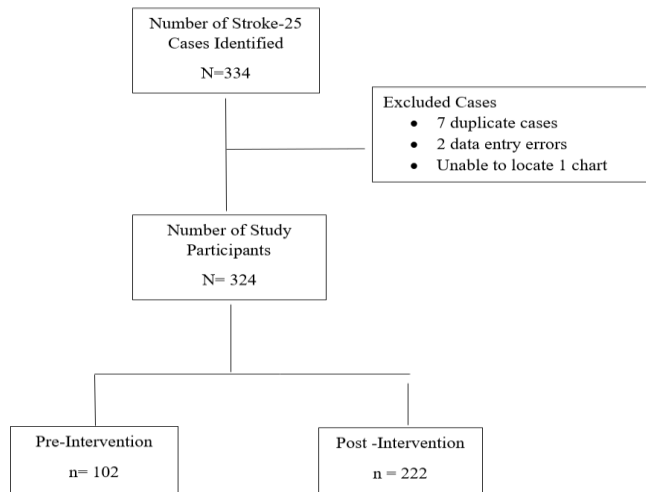 Number of Stroke-25
Cases Identified
N=334
Excluded Cases
• 7 duplicate cases
• 2 data entry errors
• Unable to locate 1 chart
Number of Study
Participants
N= 324
Pre-Intervention
n= 102
Post -Intervention
n = 222